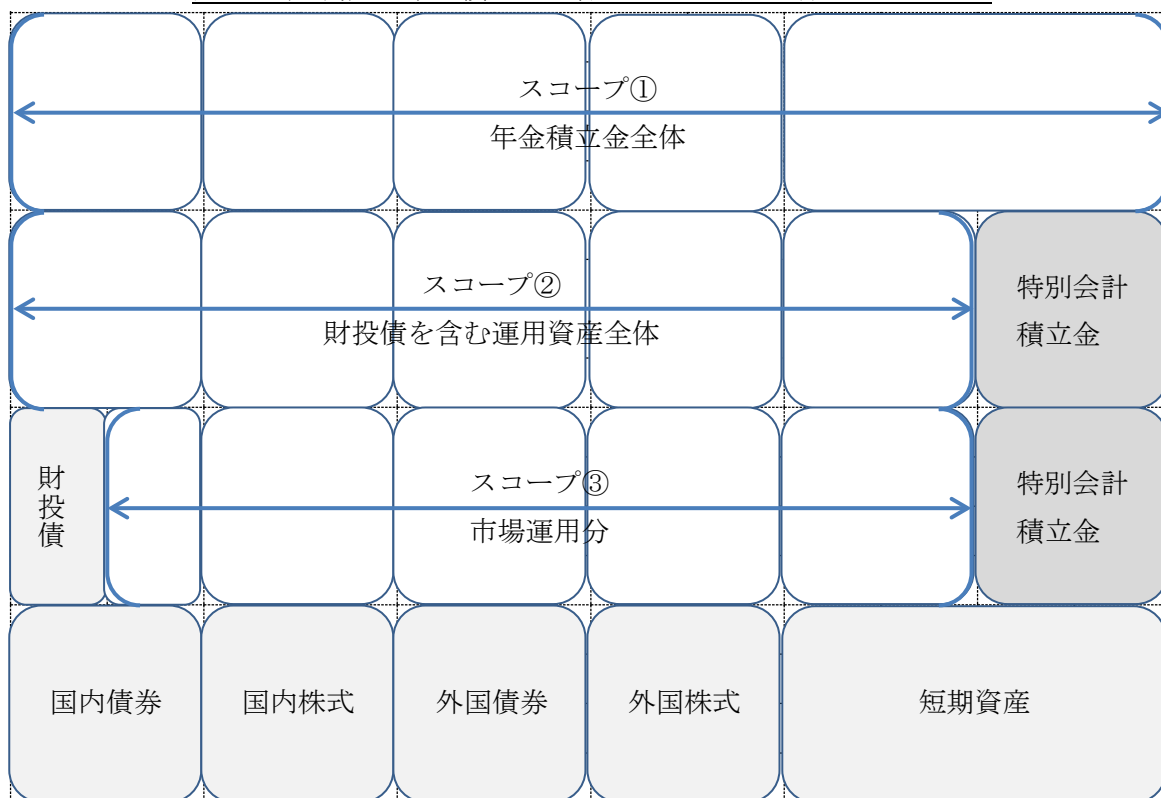 スコープ①
年金積立金全体
スコープ②
財投債を含む運用資産全体
特別会計
積立金
財投債
スコープ③
市場運用分
特別会計
積立金
国内債券
国内株式
外国債券
外国株式
短期資産